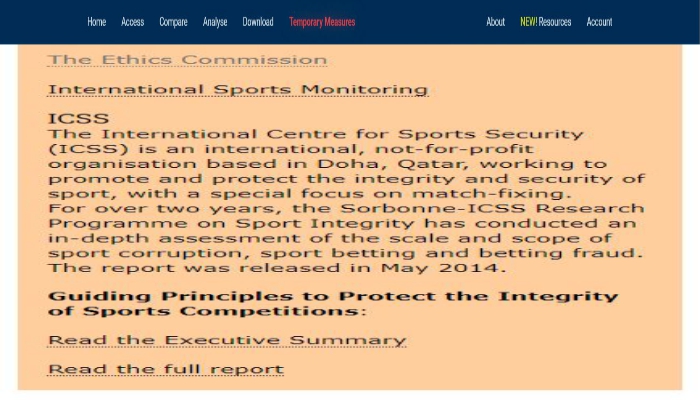 Home Access Compare Analyse Download Temporary Measures About NEW! Resources Account
The Ethics Commission
International Sports Monitoring
ICSS
The International Centre for Sports Security
(ICSS) is an international, not-for-profit
organisation based in Doha, Qatar, working to
promote and protect the integrity and security of
sport, with a special focus on match-fixing.
For over two years, the Sorbonne-ICSS Research
Programme on Sport Integrity has conducted an
in-depth assessment of the scale and scope of
sport corruption, sport betting and betting fraud.
The report was released in May 2014.
Guiding Principles to Protect the Integrity
of Sports Competitions:
Read the Executive Summary
Read the full report